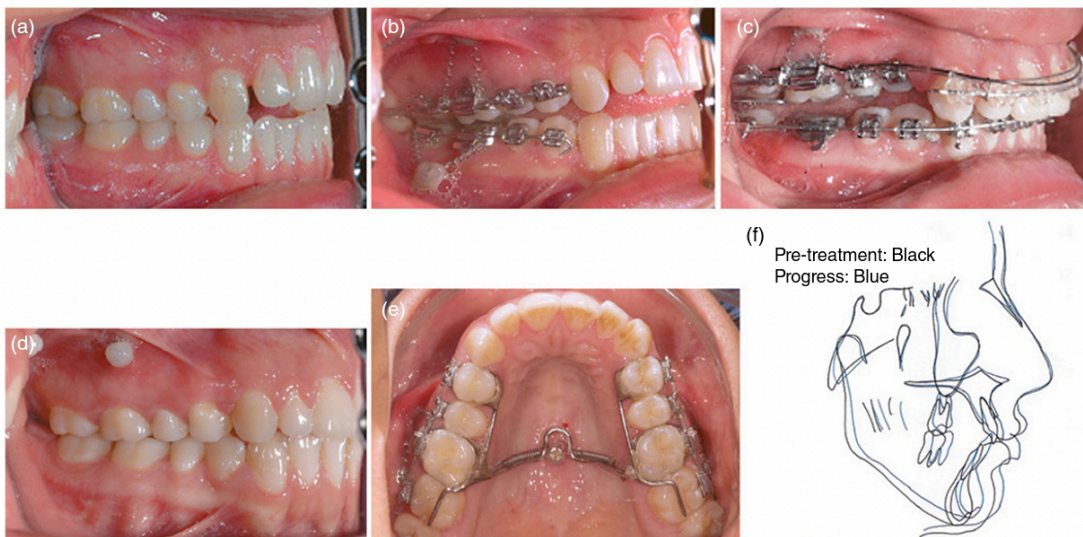 (a)
(b)
(c)
(d)
(e)
(f)
Pre-treatment: Black
Progress: Blue